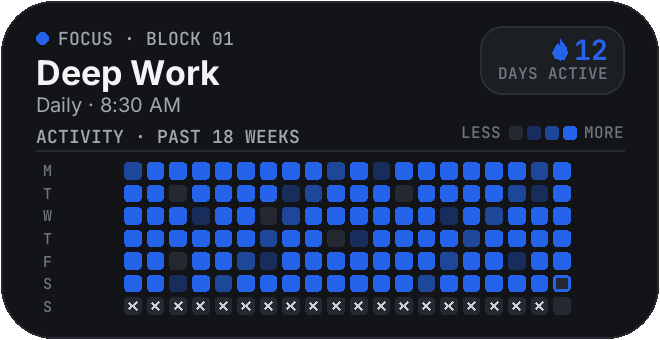 FOCUS · BLOCK 01
Deep Work
Daily · 8:30 AM
12
DAYS ACTIVE
ACTIVITY · PAST 18 WEEKS
LESS MORE
M
T
W
T
F
S
S